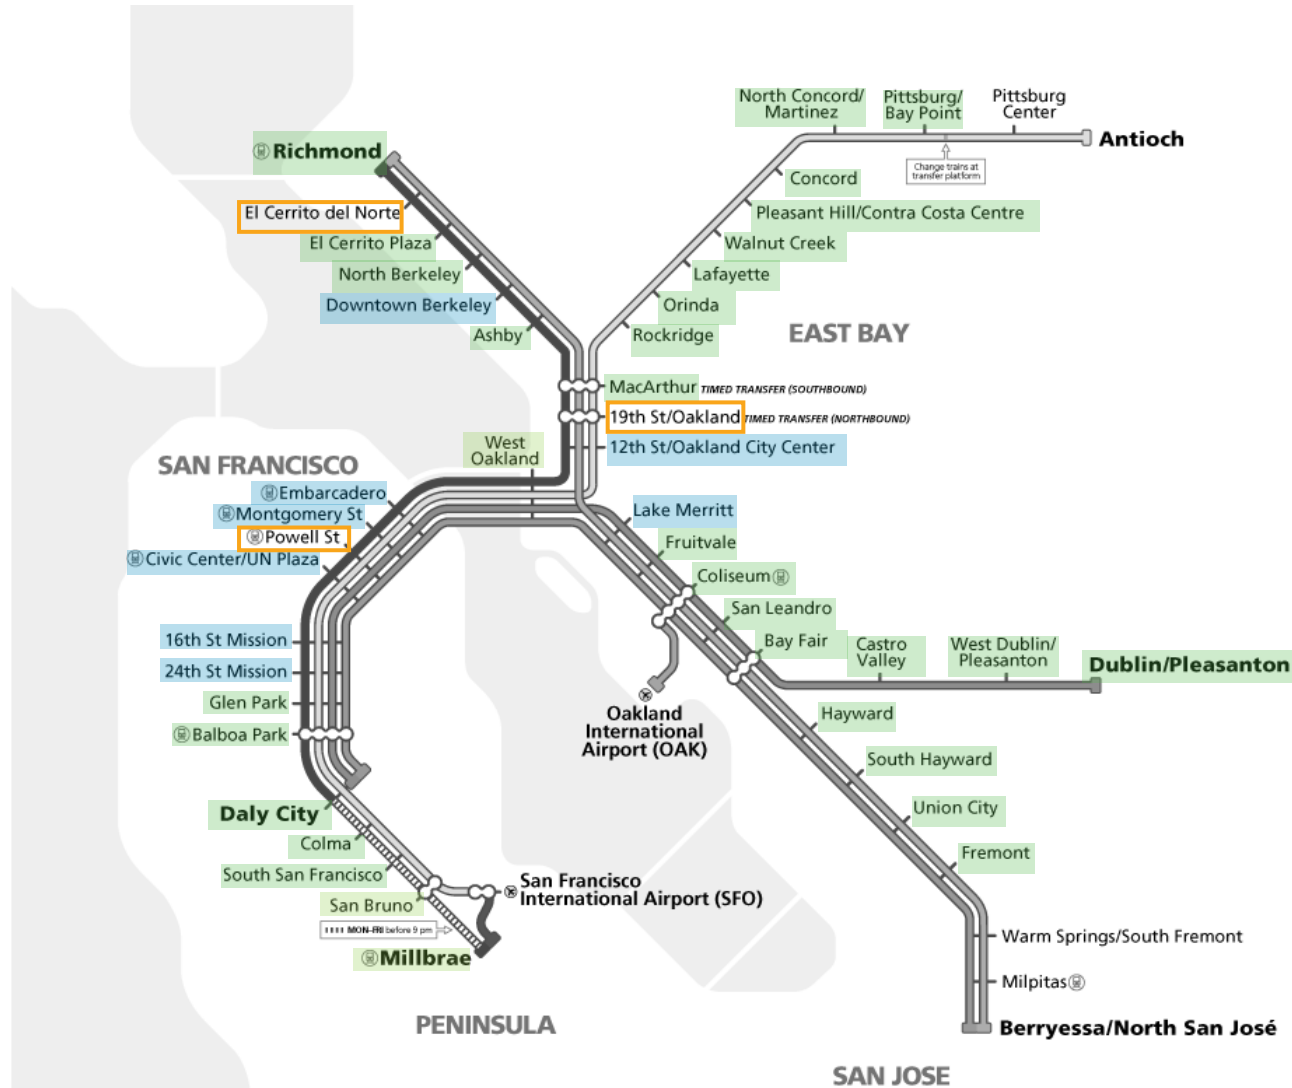 North Concord/
Martinez
Pittsburg/
Bay Point
Pittsburg
Center
Antioch
Change trains at
transfer platform
Richmond
Concord
El Cerrito del Norte
Pleasant Hill/Contra Costa Centre
El Cerrito Plaza
Walnut Creek
North Berkeley
Lafayette
Downtown Berkeley
Orinda
Ashby
Rockridge
EAST BAY
MacArthur TIMED TRANSFER (SOUTHBOUND)
19th St/Oakland TIMED TRANSFER (NORTHBOUND)
12th St/Oakland City Center
West
Oakland
SAN FRANCISCO
Embarcadero
Montgomery St
Powell St
Civic Center/UN Plaza
Lake Merritt
Fruitvale
Coliseum
San Leandro
Bay Fair
Castro
Valley
West Dublin/
Pleasanton
Dublin/Pleasanton
16th St Mission
24th St Mission
Glen Park
Balboa Park
Oakland
International
Airport (OAK)
Hayward
South Hayward
Union City
Fremont
Daly City
Colma
South San Francisco
San Bruno
San Francisco
International Airport (SFO)
MON-FRI before 9 pm
Millbrae
Warm Springs/South Fremont
Milpitas
Berryessa/North San José
PENINSULA
SAN JOSE